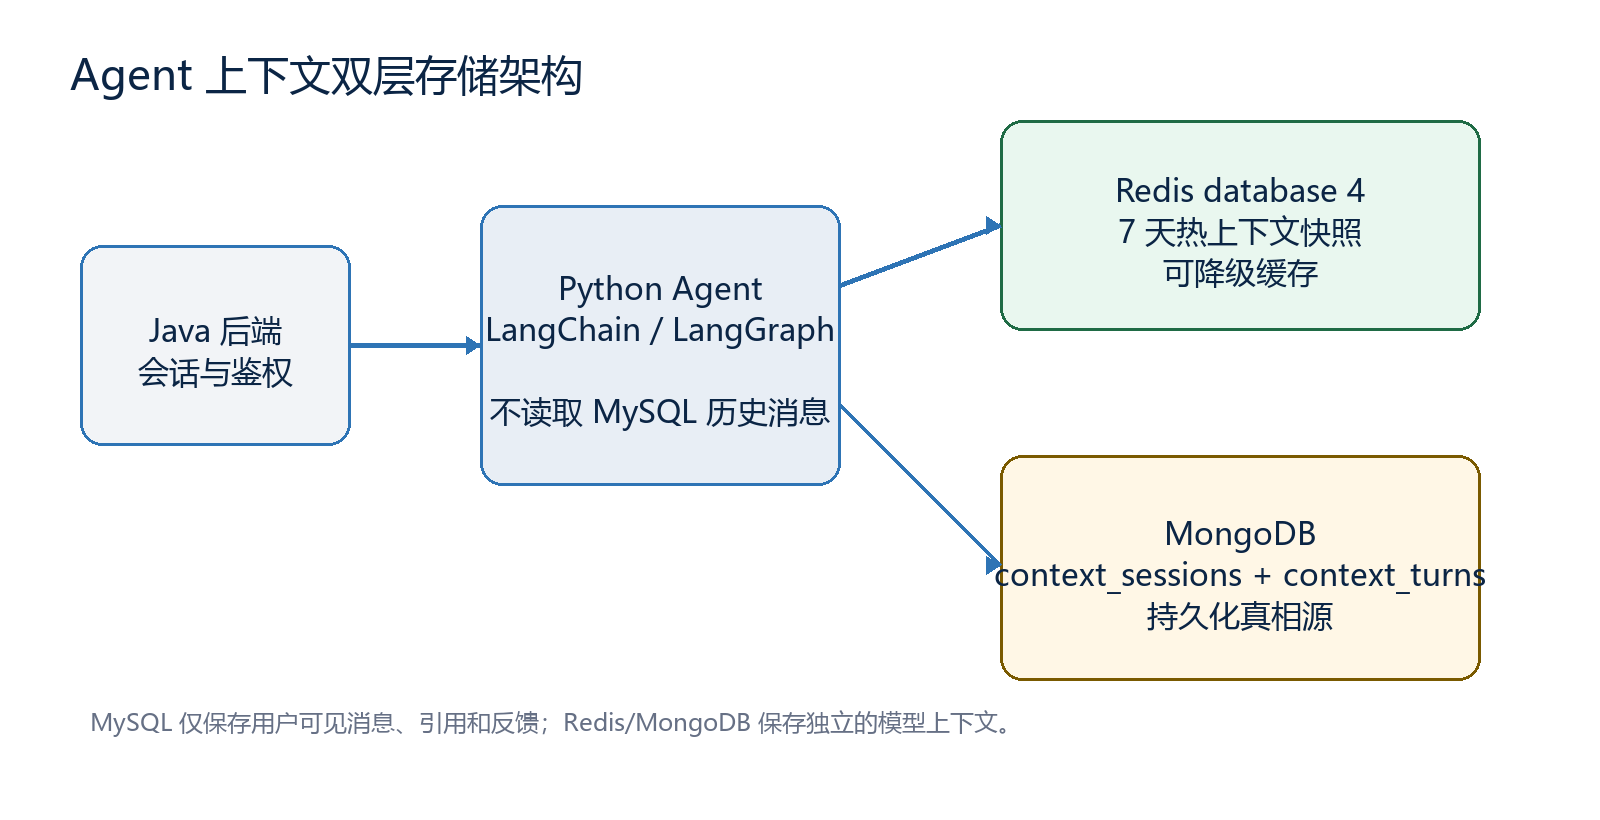 Agent 上下文双层存储架构
Java 后端
会话与鉴权
Python Agent
LangChain / LangGraph
不读取 MySQL 历史消息
Redis database 4
7 天热上下文快照
可降级缓存
MongoDB
context_sessions + context_turns
持久化真相源
MySQL 仅保存用户可见消息、引用和反馈；Redis/MongoDB 保存独立的模型上下文。